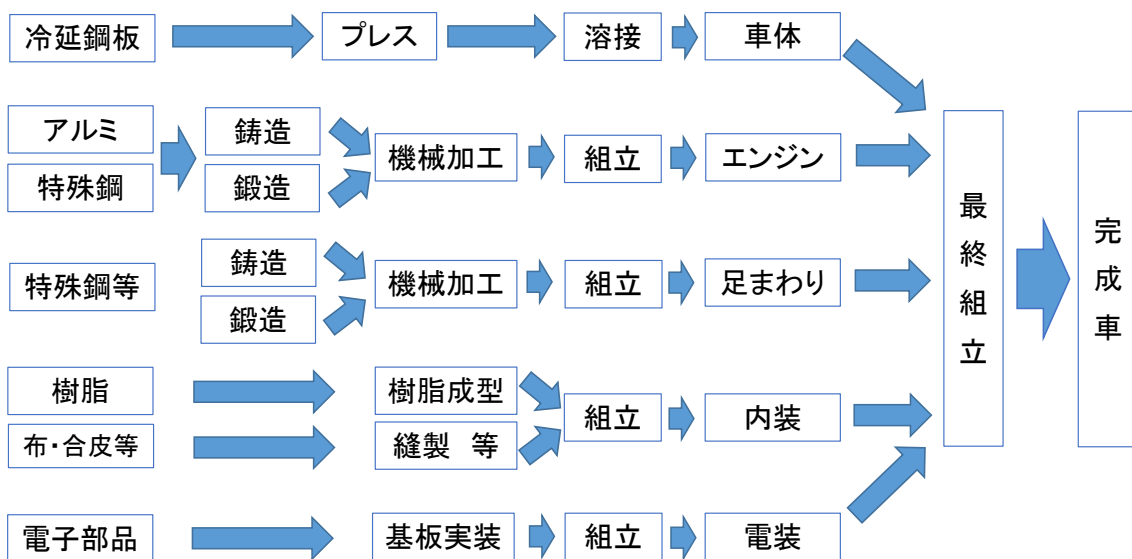 冷延鋼板
プレス
溶接
車体
アルミ
特殊鋼
鋳造
鍛造
機械加工
組立
エンジン
特殊鋼等
鋳造
鍛造
機械加工
組立
足まわり
樹脂
布・合皮等
樹脂成型
縫製　等
組立
内装
電子部品
基板実装
組立
電装
最終組立
完成車